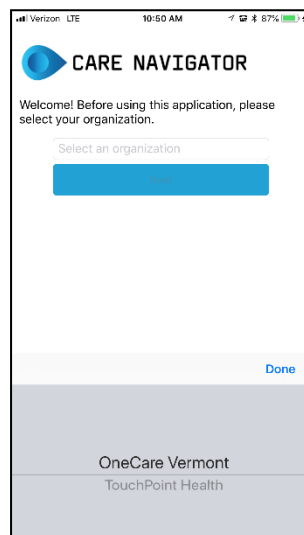 Verizon LTE 10:50 AM 87%
CARE NAVIGATOR
Welcome! Before using this application, please
select your organization.
Select an organization
Done
OneCare Vermont
TouchPoint Health